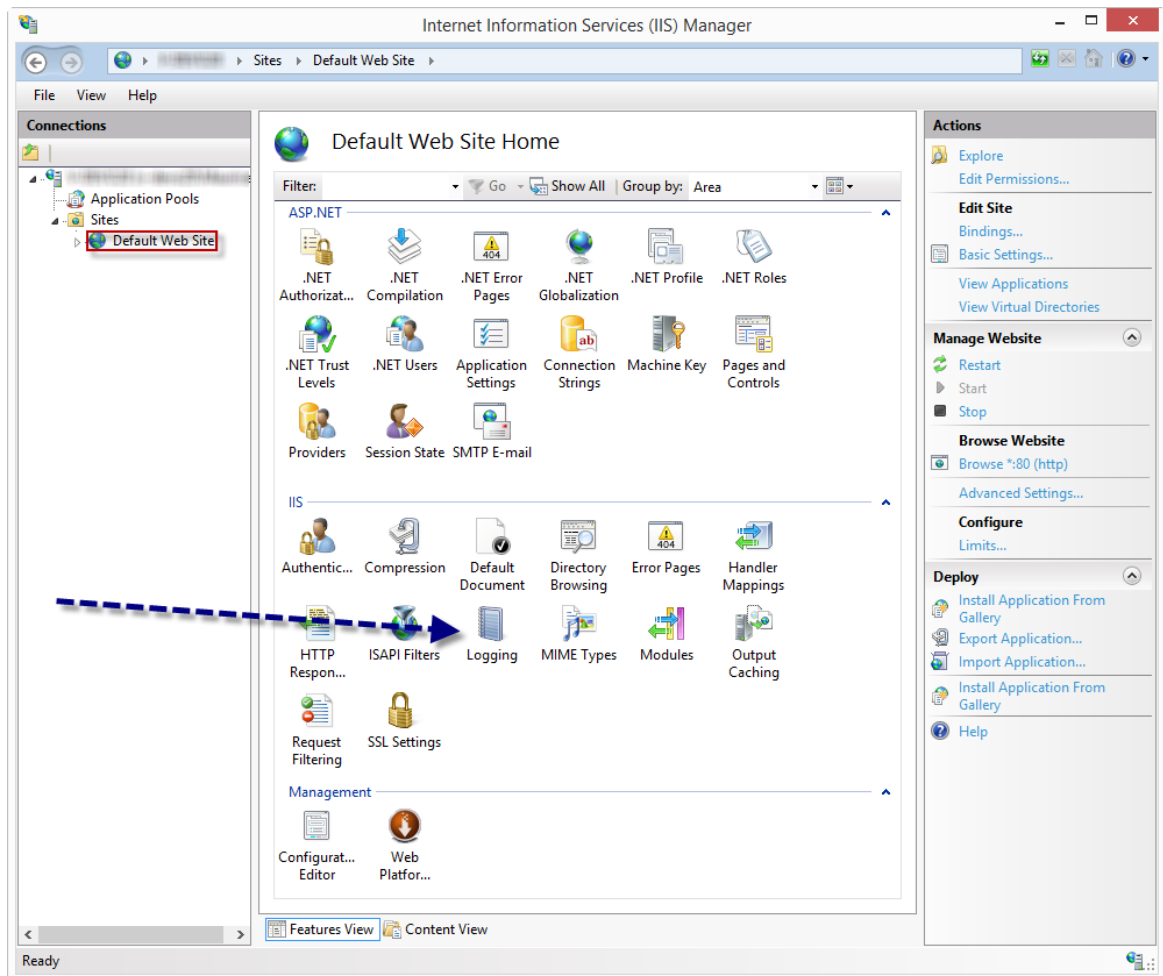 Internet Information Services (IIS) Manager
Sites Default Web Site
File View Help
Connections
Application Pools
Sites
Default Web Site
Default Web Site Home
Filter: Go Show All Group by: Area
ASP.NET
.NET Authorizat...
.NET Compilation
.NET Error Pages
.NET Globalization
.NET Profile
.NET Roles
.NET Trust Levels
.NET Users
Application Settings
Connection Strings
Machine Key
Pages and Controls
Providers
Session State
SMTP E-mail
IIS
Authentic...
Compression
Default Document
Directory Browsing
Error Pages
Handler Mappings
HTTP Respon...
ISAPI Filters
Logging
MIME Types
Modules
Output Caching
Request Filtering
SSL Settings
Management
Configurat... Editor
Web Platfor...
Features View
Content View
Actions
Explore
Edit Permissions...
Edit Site
Bindings...
Basic Settings...
View Applications
View Virtual Directories
Manage Website
Restart
Start
Stop
Browse Website
Browse *:80 (http)
Advanced Settings...
Configure
Limits...
Deploy
Install Application From
Gallery
Export Application...
Import Application...
Install Application From
Gallery
Help
Ready